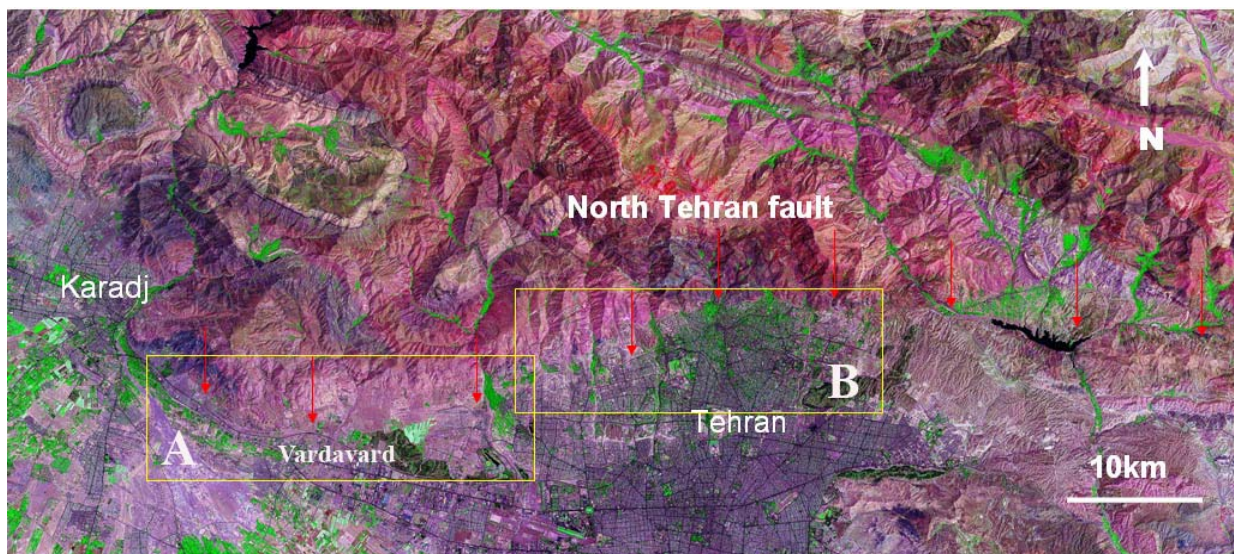 N
North Tehran fault
Karadj
A
Vardavard
B
Tehran
10km